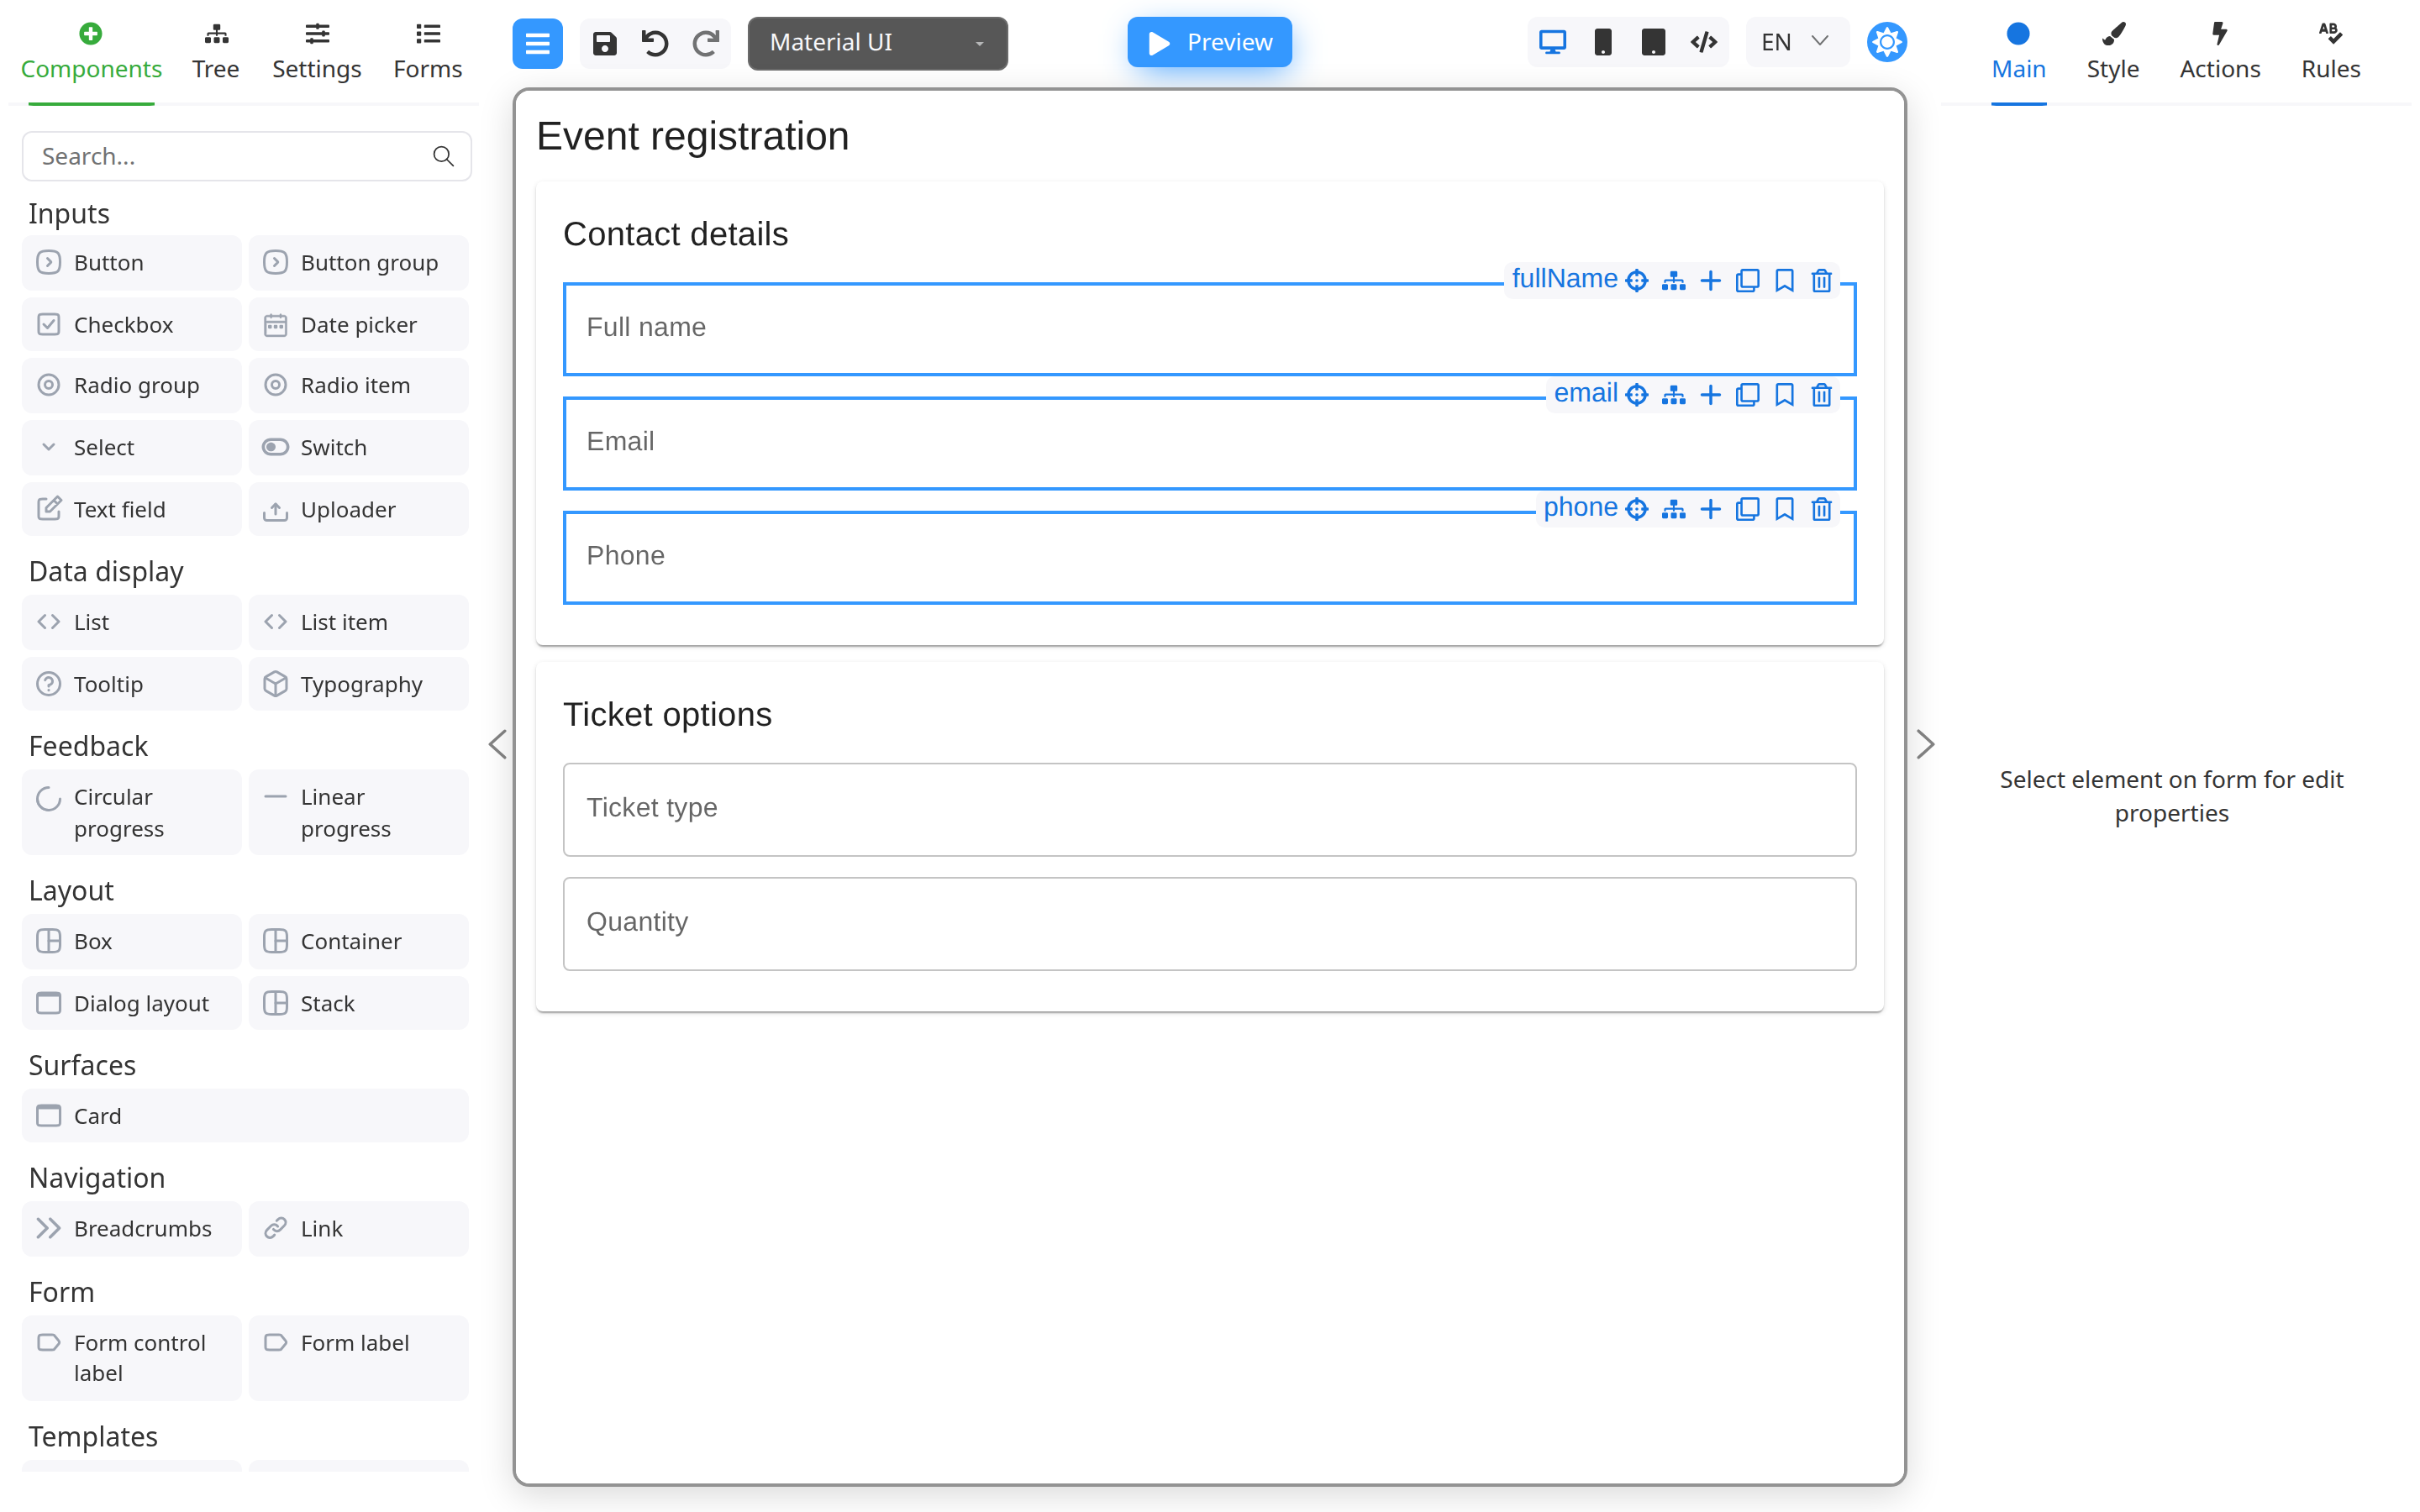 Components
Tree
Settings
Forms
Material UI
Preview
EN
Main
Style
Actions
AB
Rules
Search...
Inputs
Button
Button group
Checkbox
Date picker
Radio group
Radio item
Select
Switch
Text field
Uploader
Data display
List
List item
Tooltip
Typography
Feedback
Circular
progress
Linear
progress
Layout
Box
Container
Dialog layout
Stack
Surfaces
Card
Navigation
Breadcrumbs
Link
Form
Form control
label
Form label
Templates
Event registration
Contact details
fullName
Full name
email
Email
phone
Phone
Ticket options
Ticket type
Quantity
Select element on form for edit
properties